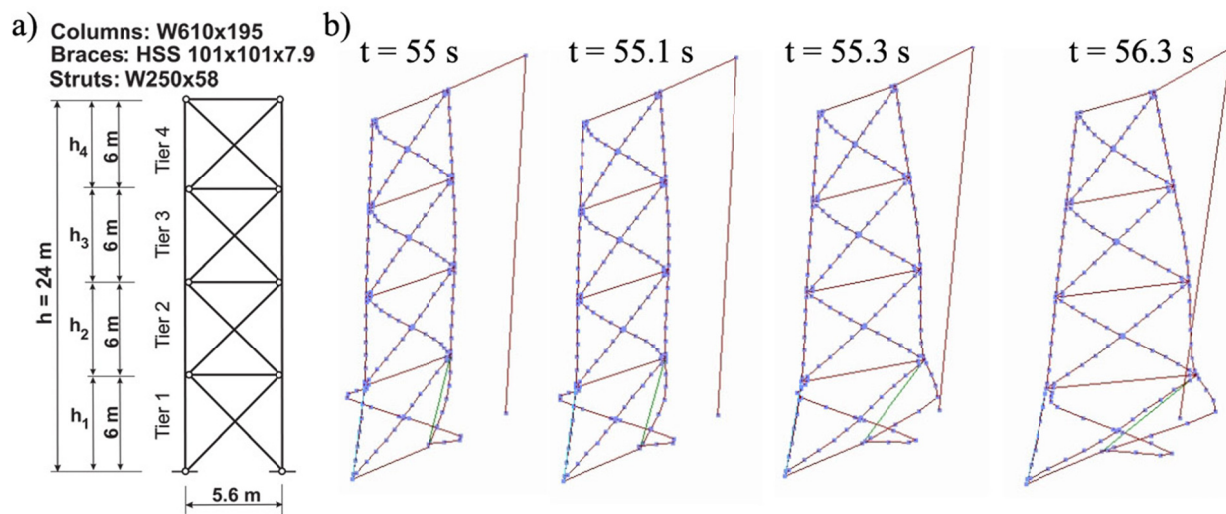 a)
Columns: W610x195
Braces: HSS 101x101x7.9
Struts: W250x58
h = 24 m
h₄
6 m
Tier 4
h₃
6 m
Tier 3
h₂
6 m
Tier 2
h₁
6 m
Tier 1
5.6 m
b)
t = 55 s
t = 55.1 s
t = 55.3 s
t = 56.3 s